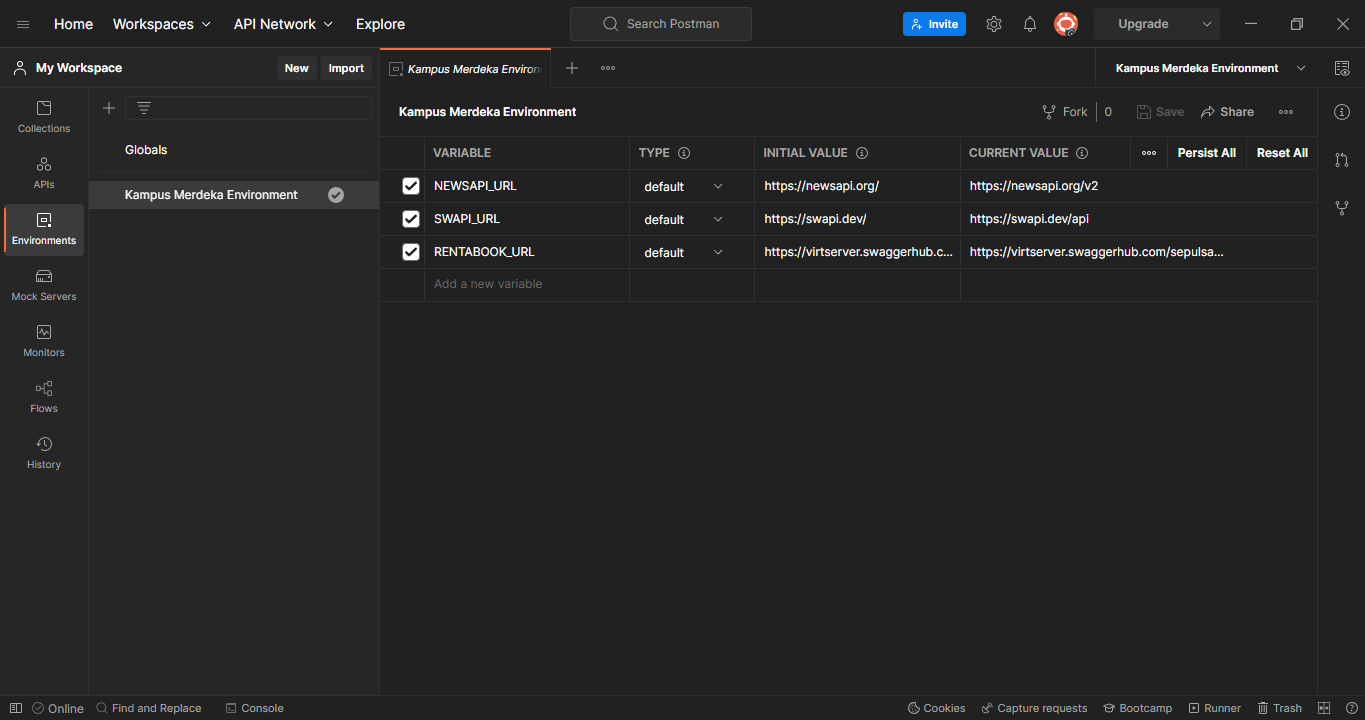 Home Workspaces API Network Explore Search Postman Invite Upgrade
My Workspace New Import Kampus Merdeka Environ Kampus Merdeka Environment
Collections
APIs
Environments
Mock Servers
Monitors
Flows
History
Globals
Kampus Merdeka Environment
Kampus Merdeka Environment Fork 0 Save Share
VARIABLE TYPE INITIAL VALUE CURRENT VALUE Persist All Reset All
NEWSAPI_URL default https://newsapi.org/ https://newsapi.org/v2
SWAPI_URL default https://swapi.dev/ https://swapi.dev/api
RENTABOOK_URL default https://virtserver.swaggerhub.c... https://virtserver.swaggerhub.com/sepulsa...
Add a new variable
Online Find and Replace Console Cookies Capture requests Bootcamp Runner Trash